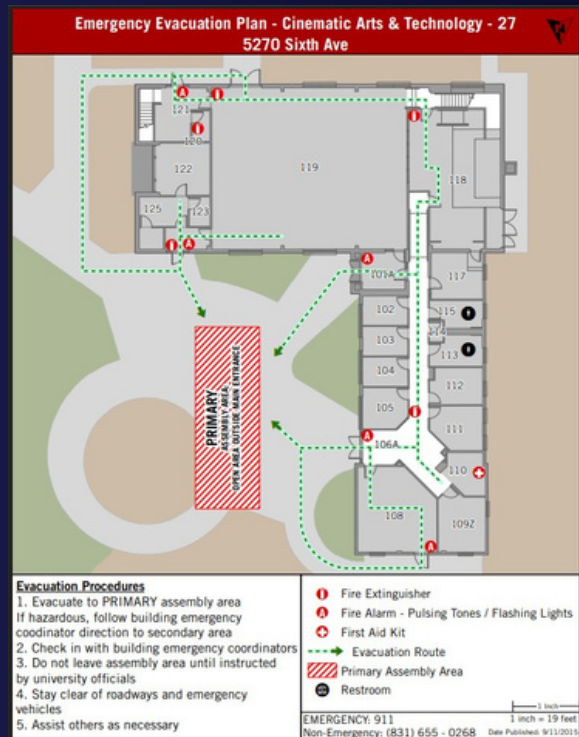 Emergency Evacuation Plan - Cinematic Arts & Technology - 27
5270 Sixth Ave
121
120
119
118
122
125
123
101A
117
102
115
103
114
113
104
112
105
111
106A
110
108
109Z
PRIMARY
ASSEMBLY AREA:
OPEN AREA OUTSIDE MAIN ENTRANCE
Evacuation Procedures
1. Evacuate to PRIMARY assembly area
If hazardous, follow building emergency
coodinator direction to secondary area
2. Check in with building emergency coordinators
3. Do not leave assembly area until instructed
by university officials
4. Stay clear of roadways and emergency
vehicles
5. Assist others as necessary
Fire Extinguisher
Fire Alarm - Pulsing Tones / Flashing Lights
First Aid Kit
Evacuation Route
Primary Assembly Area
Restroom
1 Inch
1 inch = 19 feet
EMERGENCY: 911
Non-Emergency: (831) 655 - 0268
Date Published: 9/11/2015